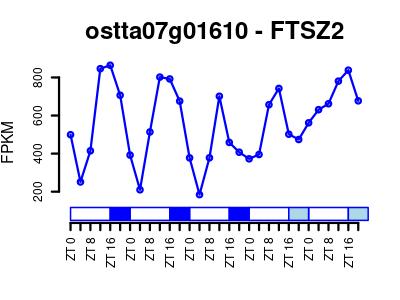 ostta07g01610 - FTSZ2
FPKM
800
600
400
200
ZT 0 ZT 8 ZT 16 ZT 0 ZT 8 ZT 16 ZT 0 ZT 8 ZT 16 ZT 0 ZT 8 ZT 16 ZT 0 ZT 8 ZT 16